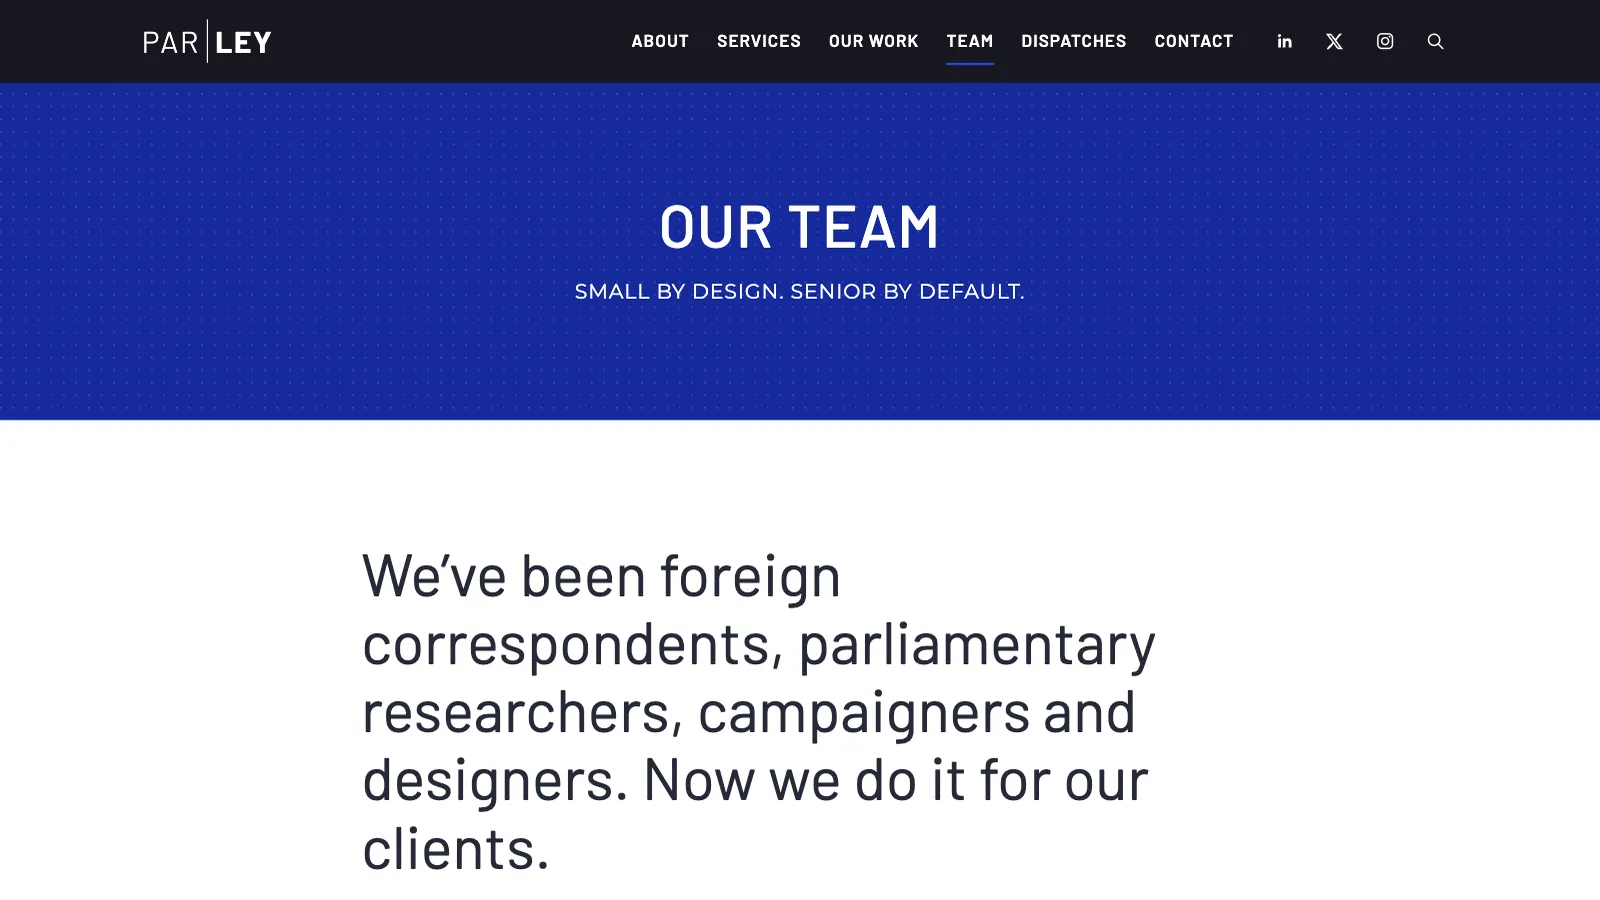 PAR|LEY
ABOUT SERVICES OUR WORK TEAM DISPATCHES CONTACT in X
OUR TEAM
SMALL BY DESIGN. SENIOR BY DEFAULT.
We’ve been foreign
correspondents, parliamentary
researchers, campaigners and
designers. Now we do it for our
clients.